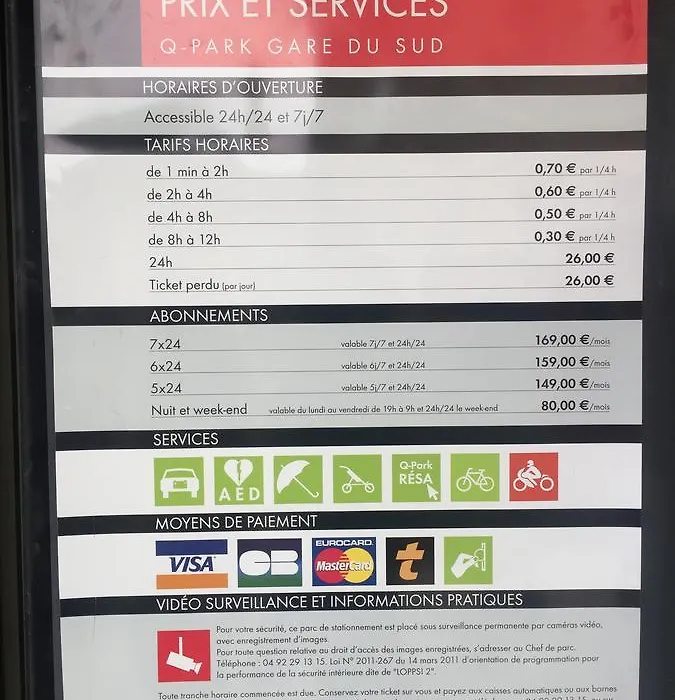 PRIX ET SERVICES
Q-PARK GARE DU SUD
HORAIRES D'OUVERTURE
Accessible 24h/24 et 7j/7
TARIFS HORAIRES
de 1 min à 2h 0,70 € par 1/4 h
de 2h à 4h 0,60 € par 1/4 h
de 4h à 8h 0,50 € par 1/4 h
de 8h à 12h 0,30 € par 1/4 h
24h 26,00 €
Ticket perdu (par jour) 26,00 €
ABONNEMENTS
7x24 valable 7j/7 et 24h/24 169,00 €/mois
6x24 valable 6j/7 et 24h/24 159,00 €/mois
5x24 valable 5j/7 et 24h/24 149,00 €/mois
Nuit et week-end valable du lundi au vendredi de 19h à 9h et 24h/24 le week-end 80,00 €/mois
SERVICES
AED
Q-Park
RÉSA
MOYENS DE PAIEMENT
VISA CB EUROCARD MasterCard t
VIDÉO SURVEILLANCE ET INFORMATIONS PRATIQUES
Pour votre sécurité, ce parc de stationnement est placé sous surveillance permanente par caméras vidéo,
avec enregistrement d'images.
Pour toute question relative au droit d'accès des images enregistrées, s'adresser au Chef de parc.
Téléphone : 04 92 29 13 15. Loi N° 2011-267 du 14 mars 2011 d'orientation de programmation pour
la performance de la sécurité intérieure dite de "LOPPSI 2".
Toute tranche horaire commencée est due. Conservez votre ticket sur vous et payez aux caisses automatiques ou aux bornes